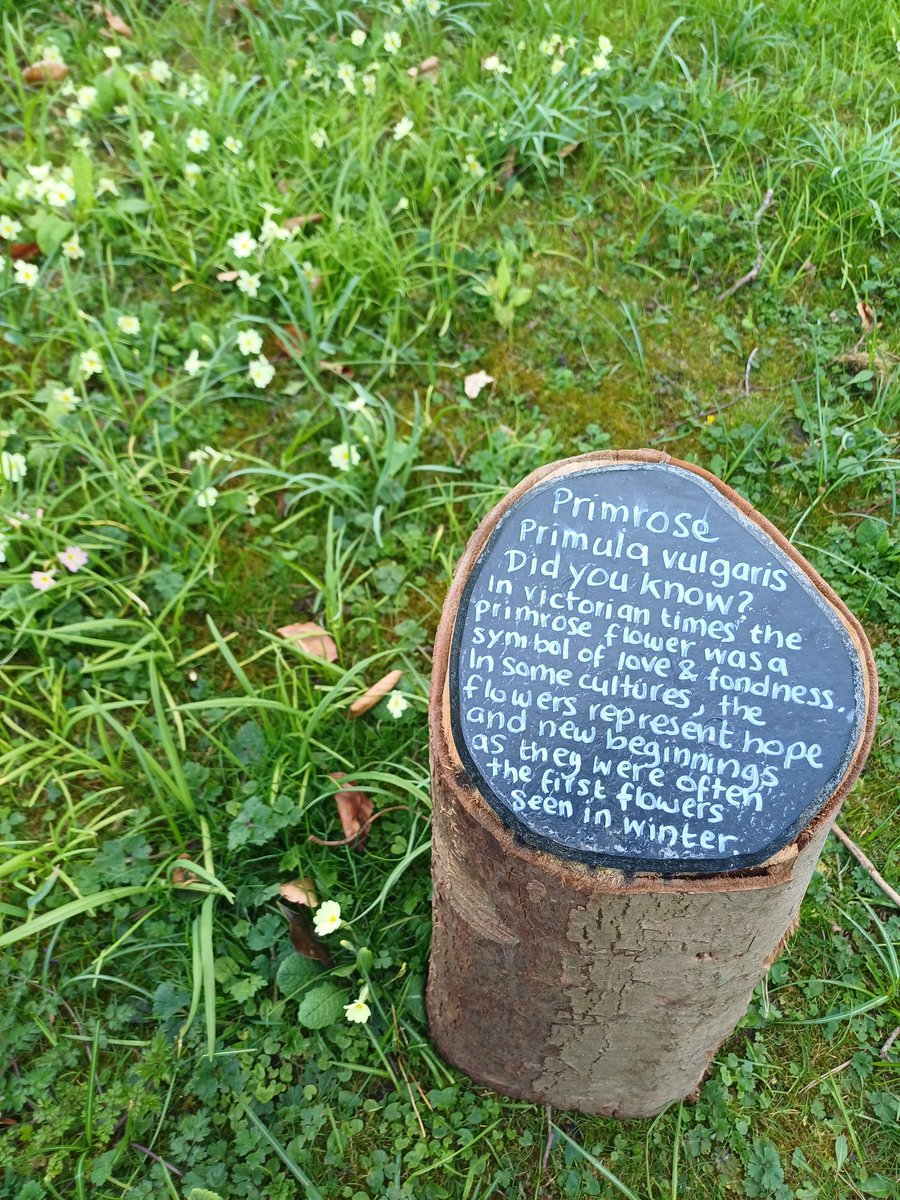 Primrose
Primula vulgaris
Did you know?
In victorian times the
primrose flower was a
symbol of love & fondness.
In some cultures, the
flowers represent hope
and new beginnings
as they were often
the first flowers
seen in winter